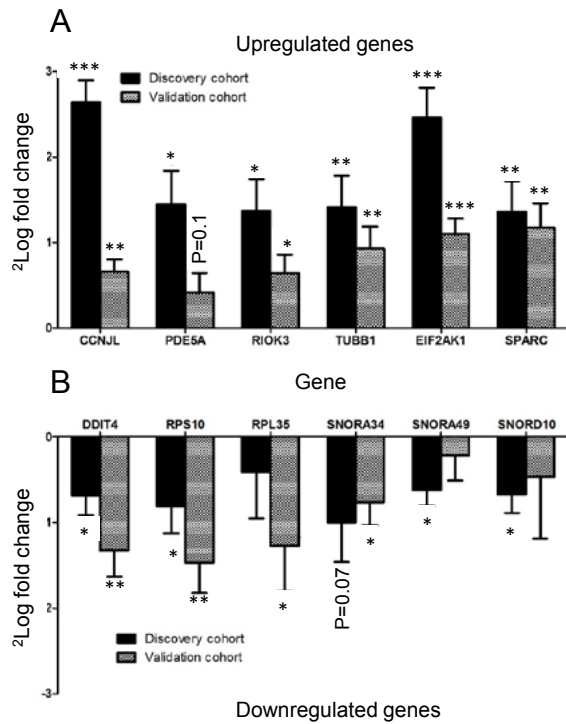 A
Upregulated genes
Discovery cohort
Validation cohort
²Log fold change
3
2
1
0
***
**
*
P=0.1
*
*
**
**
***
***
**
**
CCNJL PDE5A RIOK3 TUBB1 EIF2AK1 SPARC
Gene
B
DDIT4 RPS10 RPL35 SNORA34 SNORA49 SNORD10
²Log fold change
0
1
2
-3
*
**
*
**
*
P=0.07
*
*
*
Discovery cohort
Validation cohort
Downregulated genes